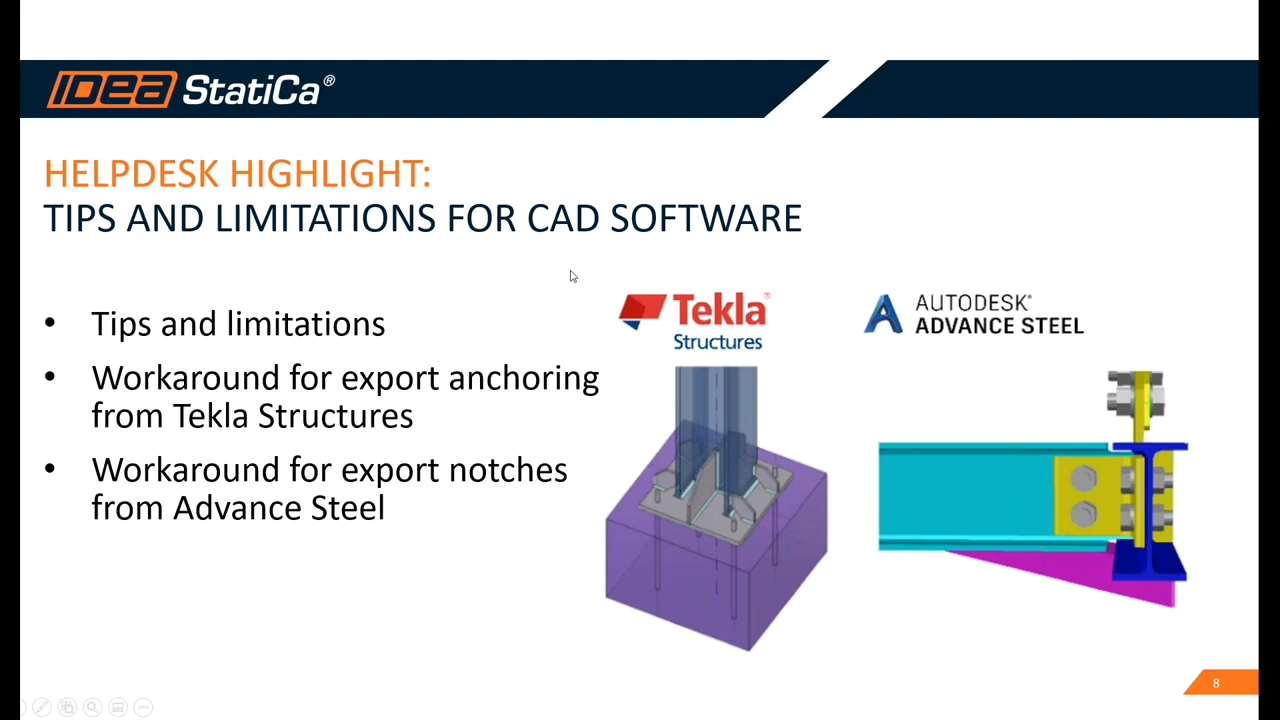 IDEA StatiCa®
HELPDESK HIGHLIGHT:
TIPS AND LIMITATIONS FOR CAD SOFTWARE
• Tips and limitations
• Workaround for export anchoring
from Tekla Structures
• Workaround for export notches
from Advance Steel
Tekla®
Structures
AUTODESK®
ADVANCE STEEL
8